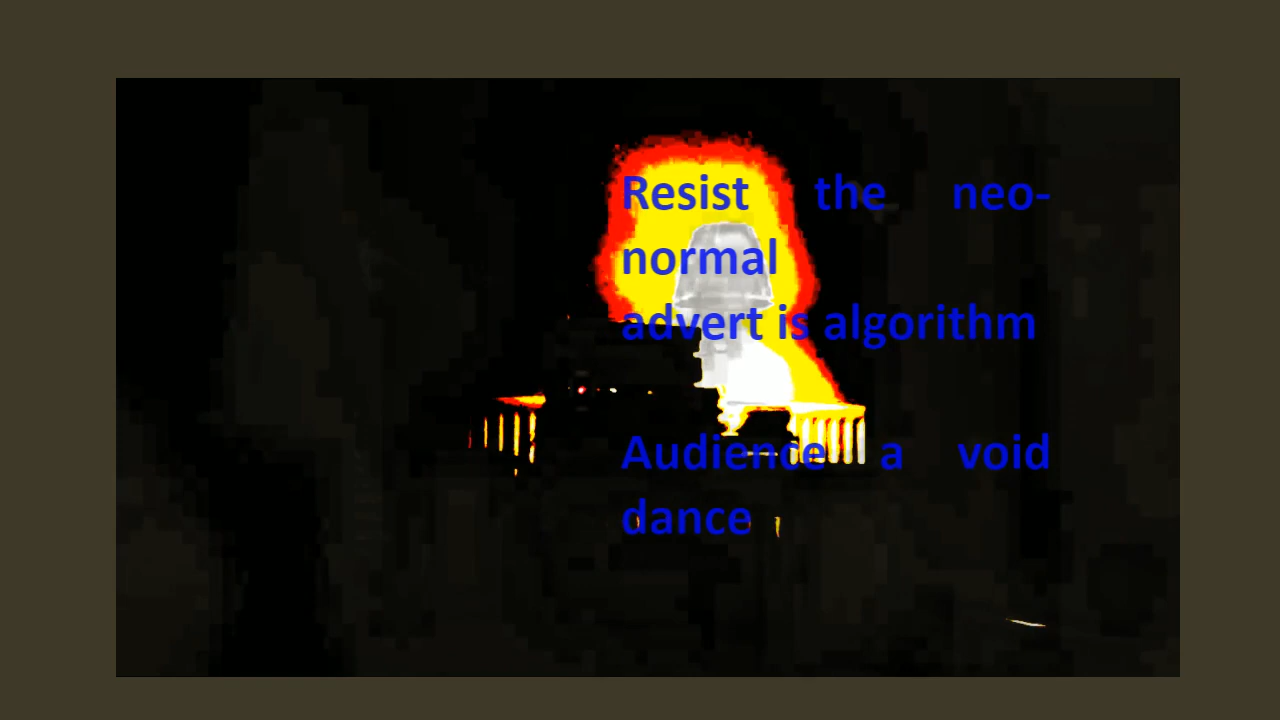 Resist the neo-
normal
advert is algorithm
Audience a void
dance